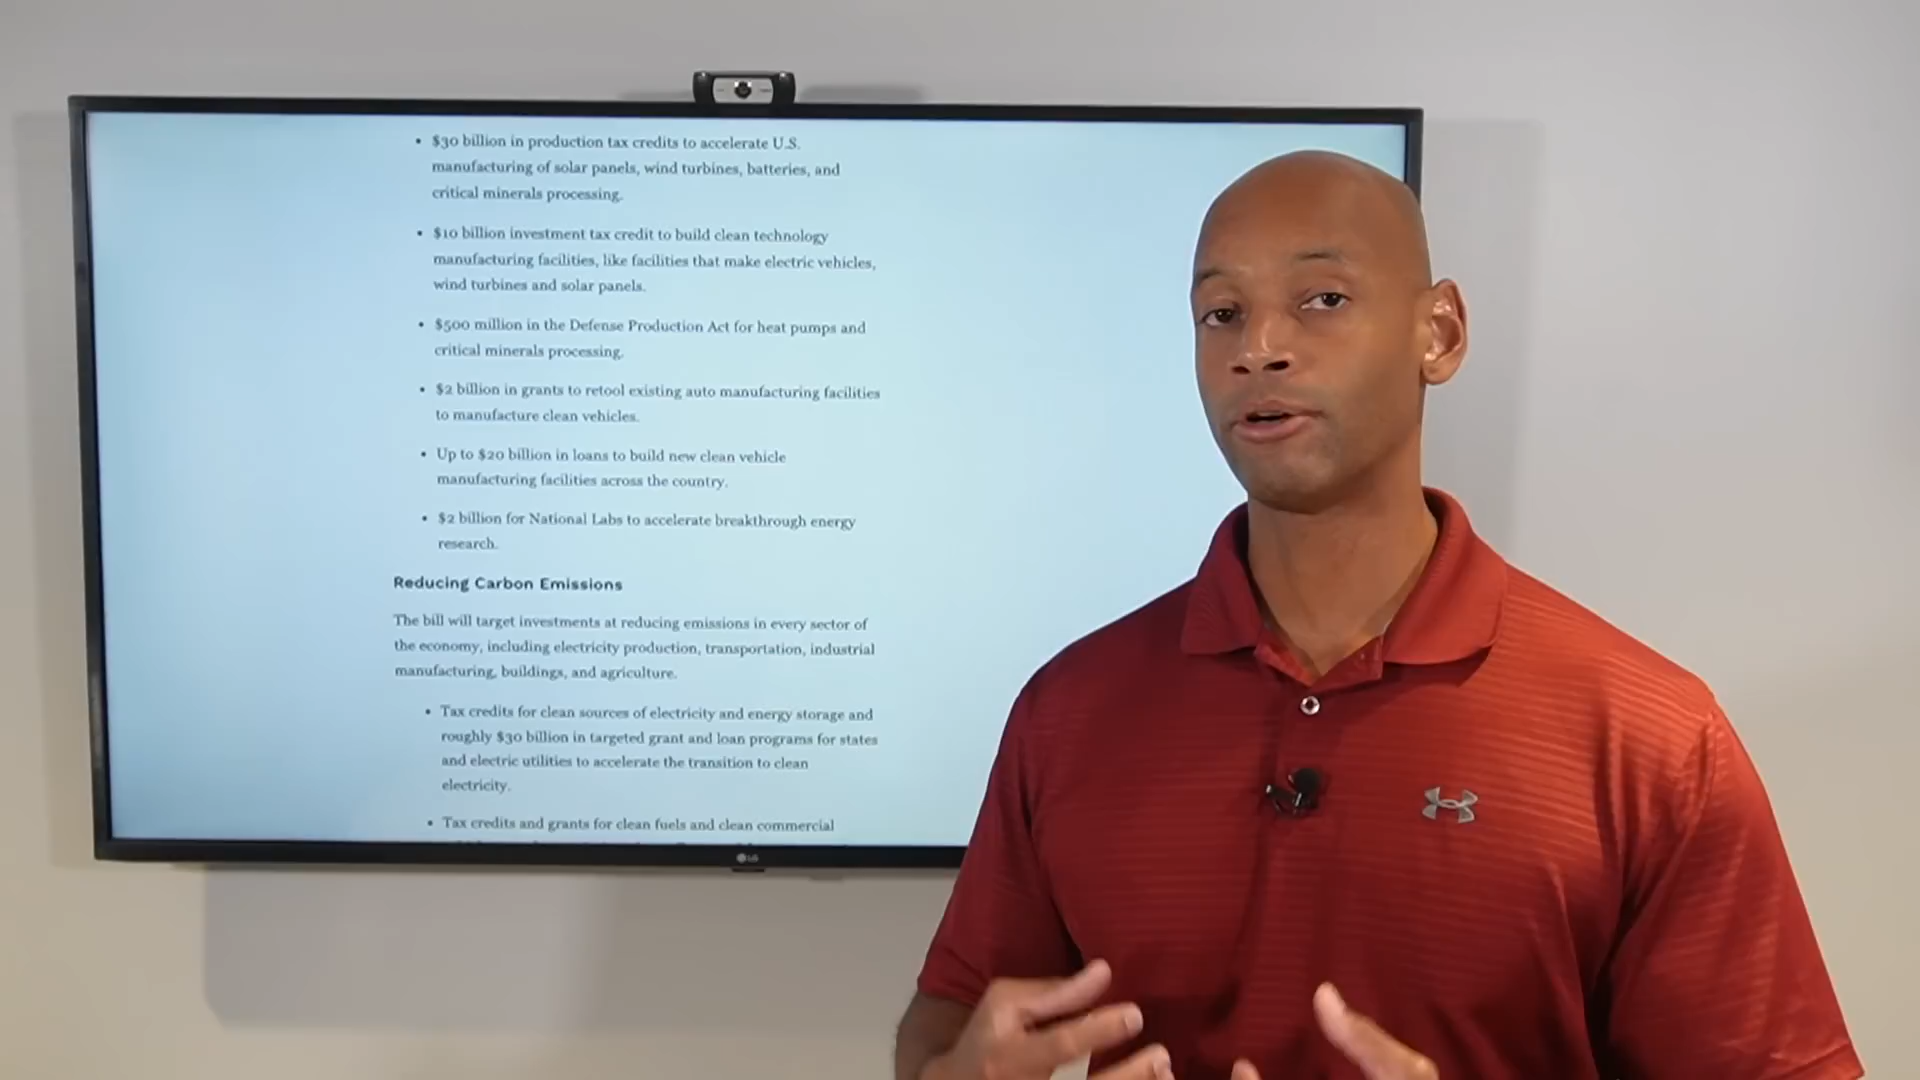 • $30 billion in production tax credits to accelerate U.S.
manufacturing of solar panels, wind turbines, batteries, and
critical minerals processing.
• $10 billion investment tax credit to build clean technology
manufacturing facilities, like facilities that make electric vehicles,
wind turbines and solar panels.
• $500 million in the Defense Production Act for heat pumps and
critical minerals processing.
• $2 billion in grants to retool existing auto manufacturing facilities
to manufacture clean vehicles.
• Up to $20 billion in loans to build new clean vehicle
manufacturing facilities across the country.
• $2 billion for National Labs to accelerate breakthrough energy
research.
Reducing Carbon Emissions
The bill will target investments at reducing emissions in every sector of
the economy, including electricity production, transportation, industrial
manufacturing, buildings, and agriculture.
• Tax credits for clean sources of electricity and energy storage and
roughly $30 billion in targeted grant and loan programs for states
and electric utilities to accelerate the transition to clean
electricity.
• Tax credits and grants for clean fuels and clean commercial
LG